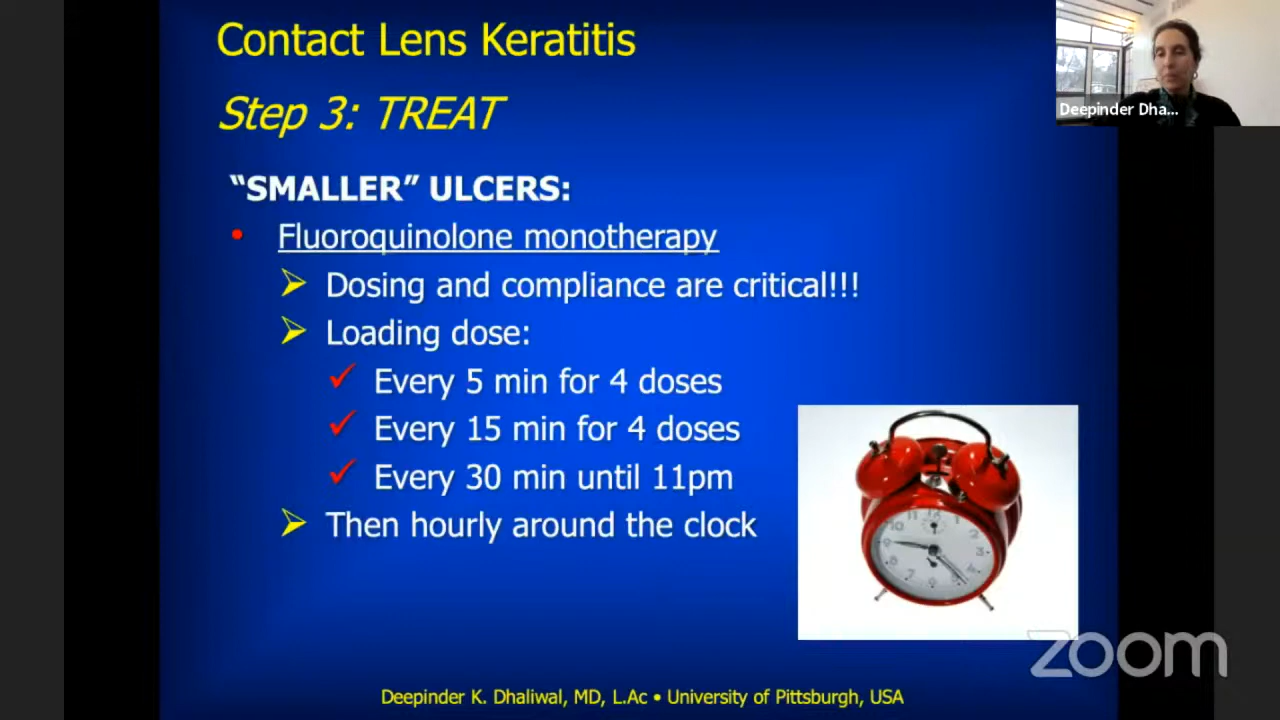 Contact Lens Keratitis
Step 3: TREAT
“SMALLER” ULCERS:
• Fluoroquinolone monotherapy
Dosing and compliance are critical!!!
Loading dose:
Every 5 min for 4 doses
Every 15 min for 4 doses
Every 30 min until 11pm
Then hourly around the clock
Deepinder K. Dhaliwal, MD, L.Ac • University of Pittsburgh, USA
Deepinder Dha...
zoom